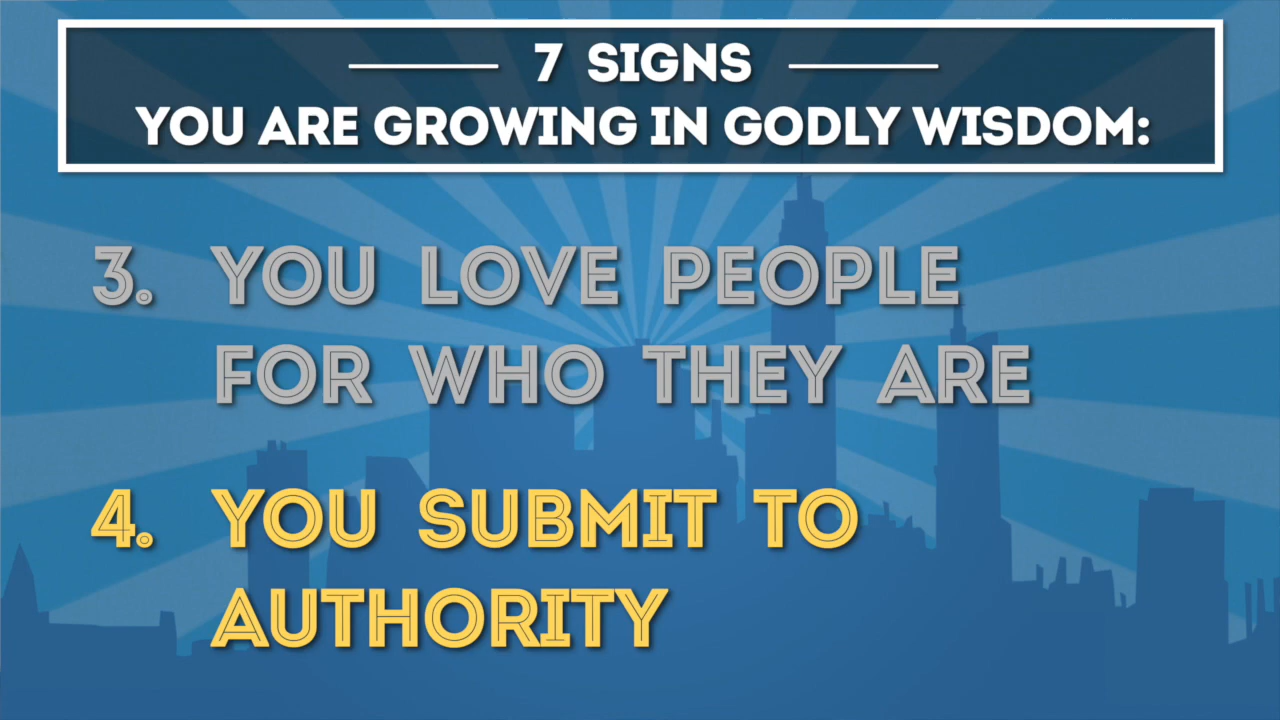 7 SIGNS
YOU ARE GROWING IN GODLY WISDOM:
3. YOU LOVE PEOPLE
FOR WHO THEY ARE
4. YOU SUBMIT TO
AUTHORITY